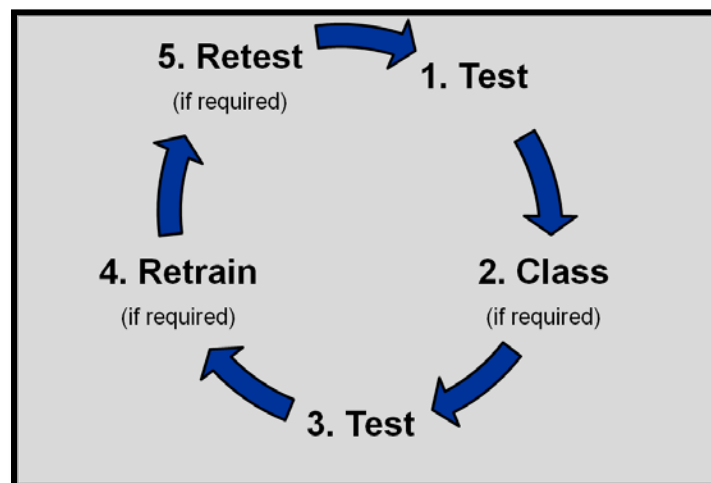 1. Test
2. Class
(if required)
3. Test
4. Retrain
(if required)
5. Retest
(if required)